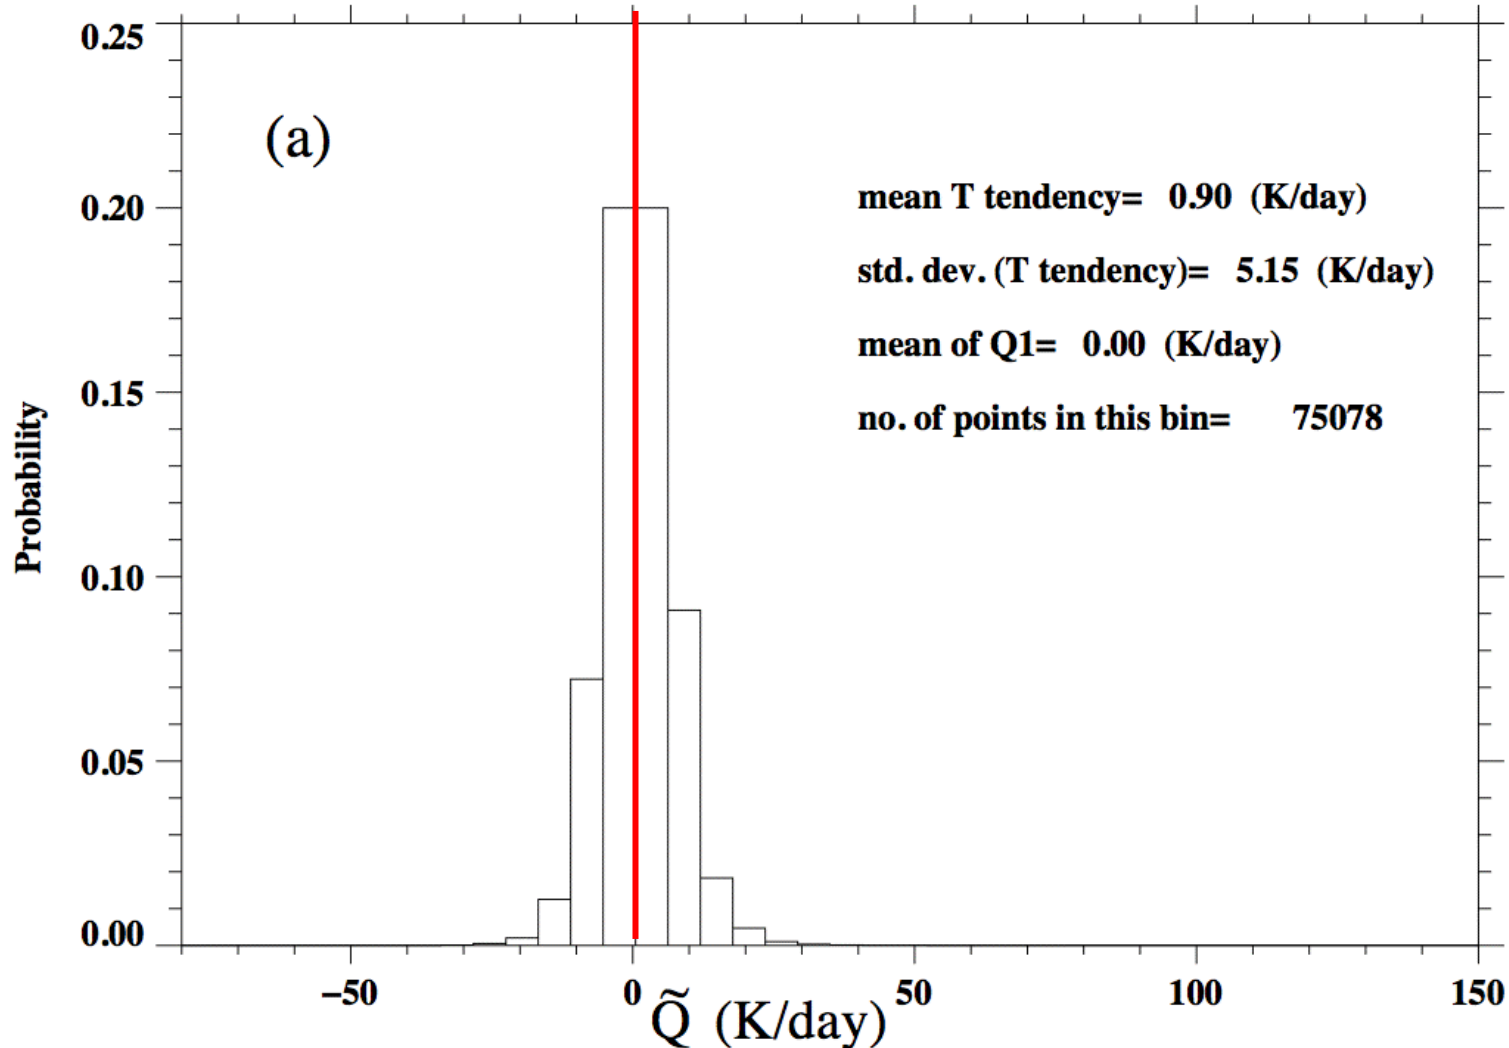 0.25
(a)
0.20
mean T tendency= 0.90 (K/day)
std. dev. (T tendency)= 5.15 (K/day)
mean of Q1= 0.00 (K/day)
0.15
no. of points in this bin= 75078
Probability
0.10
0.05
0.00
−50 0 50 100 150
Q̃ (K/day)